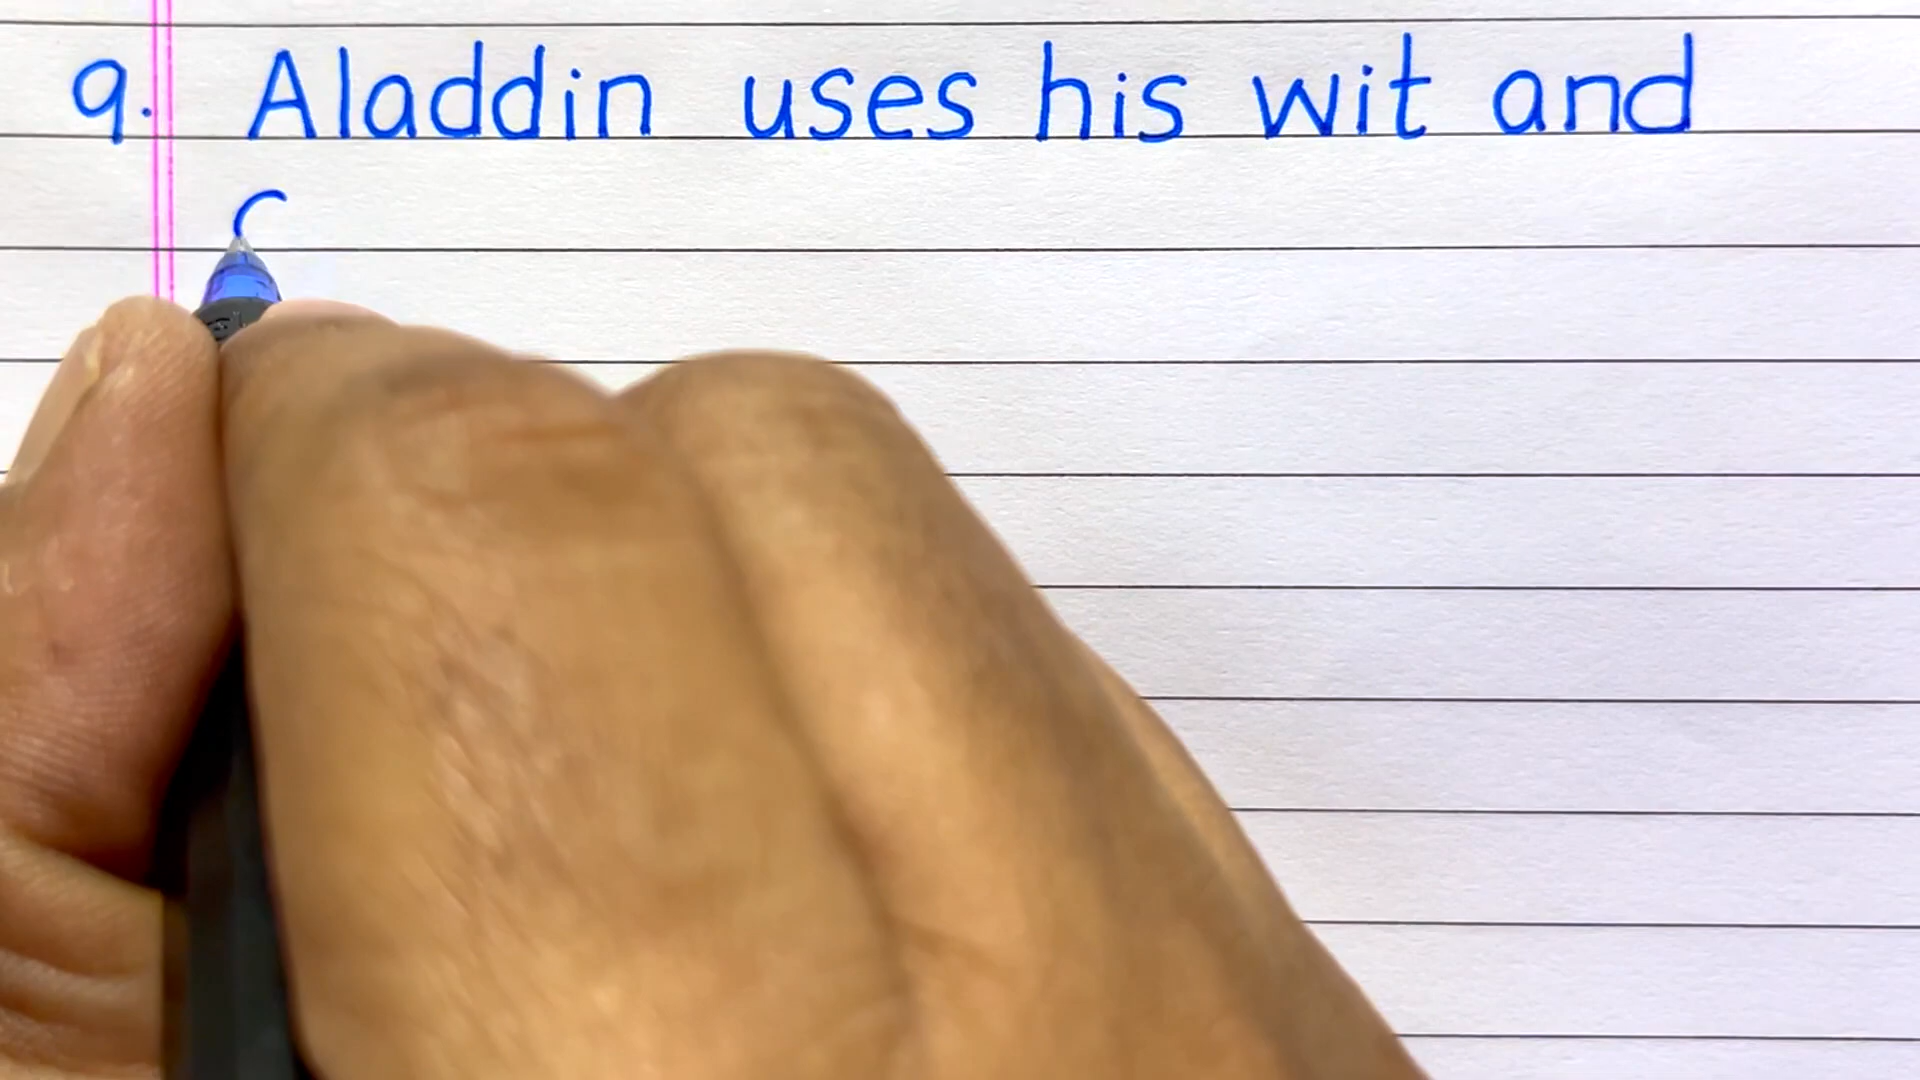 9. Aladdin uses his wit and
c